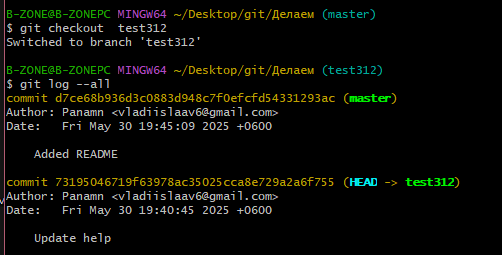 B-ZONE@B-ZONEPC MINGW64 ~/Desktop/git/Делаем (master)
$ git checkout  test312
Switched to branch 'test312'

B-ZONE@B-ZONEPC MINGW64 ~/Desktop/git/Делаем (test312)
$ git log --all
commit d7ce68b936d3c0883d948c7f0efcfd54331293ac (master)
Author: Panamn <vladiislaav6@gmail.com>
Date:   Fri May 30 19:45:09 2025 +0600

    Added README

commit 73195046719f63978ac35025cca8e729a2a6f755 (HEAD -> test312)
Author: Panamn <vladiislaav6@gmail.com>
Date:   Fri May 30 19:40:45 2025 +0600

    Update help